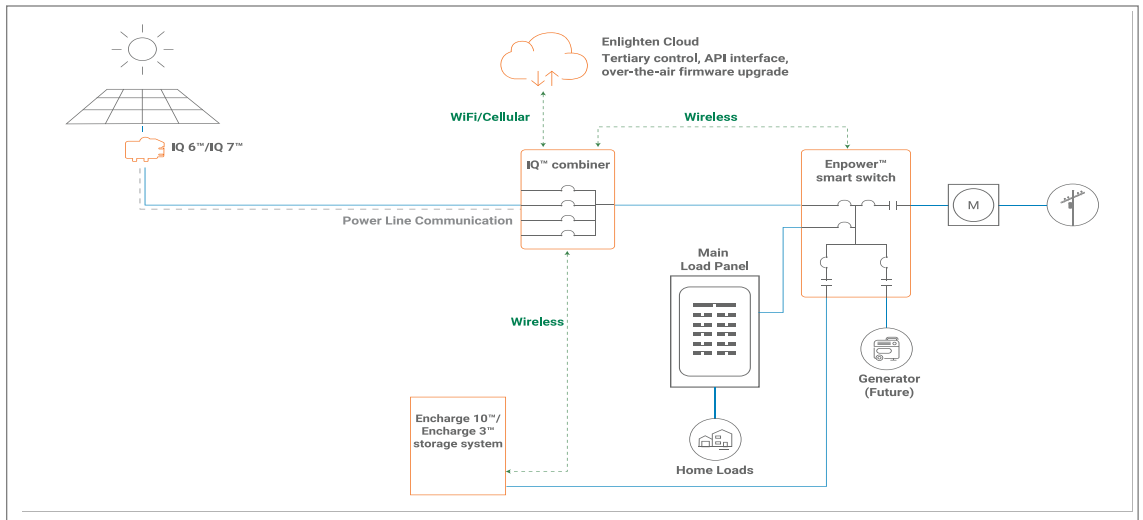 Enlighten Cloud
Tertiary control, API interface,
over-the-air firmware upgrade
WiFi/Cellular
Wireless
IQ 6™/IQ 7™
IQ™ combiner
Enpower™
smart switch
Power Line Communication
M
Main
Load Panel
Wireless
Generator
(Future)
Encharge 10™/
Encharge 3™
storage system
Home Loads